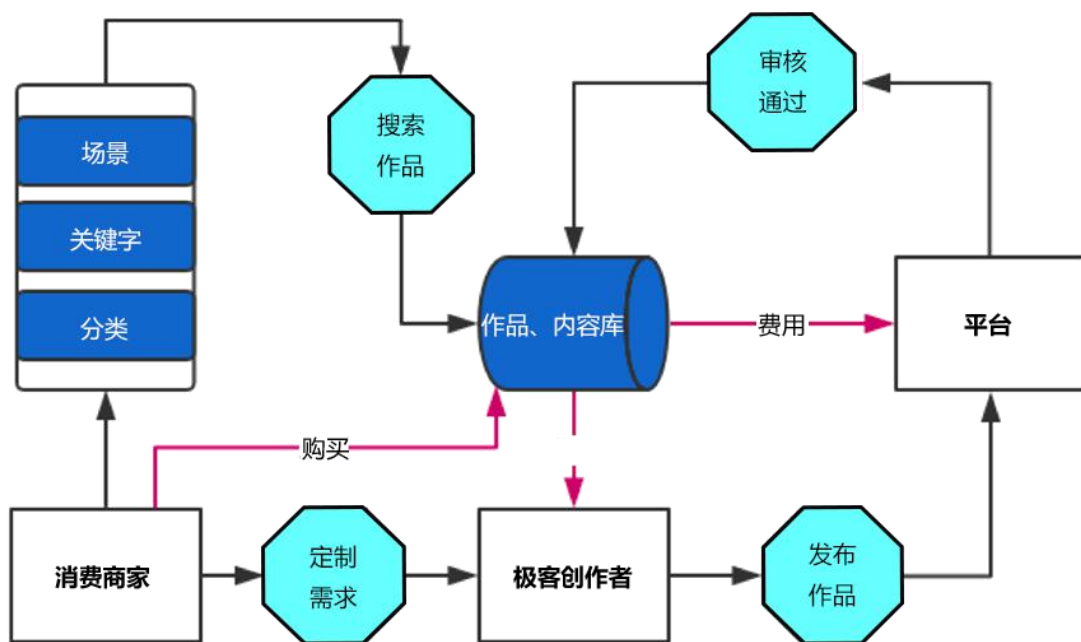 审核
通过
搜索
作品
场景
关键字
分类
作品、内容库
费用
平台
购买
消费商家
定制
需求
极客创作者
发布
作品